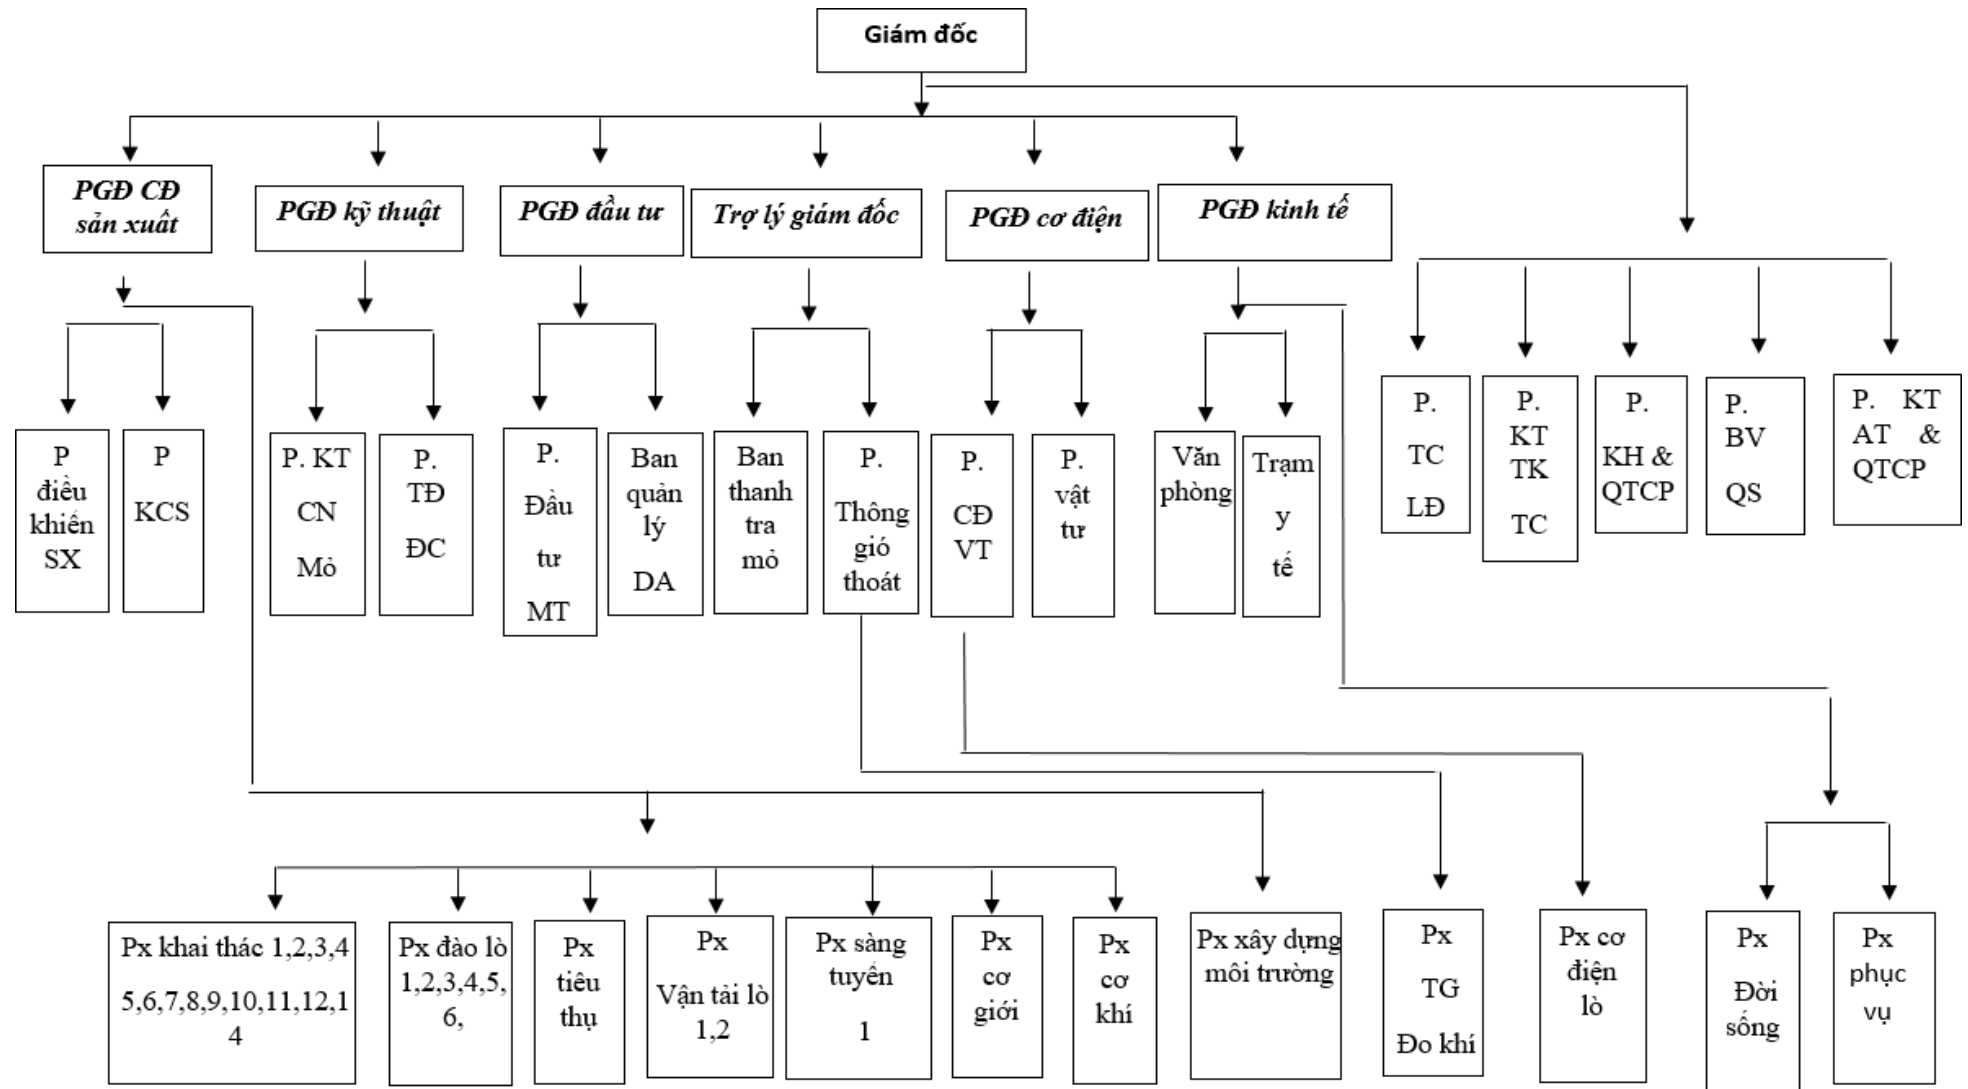 Giám đốc
PGĐ CĐ
sản xuất
PGĐ kỹ thuật
PGĐ đầu tư
Trợ lý giám đốc
PGĐ cơ điện
PGĐ kinh tế
P
điều
khiển
SX
P
KCS
P. KT
CN
Mỏ
P.
TĐ
ĐC
P.
Đầu
tư
MT
Ban
quản
lý
DA
Ban
thanh
tra
mỏ
P.
Thông
gió
thoát
P.
CĐ
VT
P.
vật
tư
Văn
phòng
Trạm
y
tế
P.
TC
LĐ
P.
KT
TK
TC
P.
KH &
QTCP
P.
BV
QS
P. KT
AT &
QTCP
Px khai thác 1,2,3,4
5,6,7,8,9,10,11,12,1
4
Px đào lò
1,2,3,4,5,
6,
Px
tiêu
thụ
Px
Vận tải lò
1,2
Px sàng
tuyển
1
Px
cơ
giới
Px
cơ
khí
Px xây dựng
môi trường
Px
TG
Đo khí
Px cơ
điện
lò
Px
Đời
sống
Px
phục
vụ